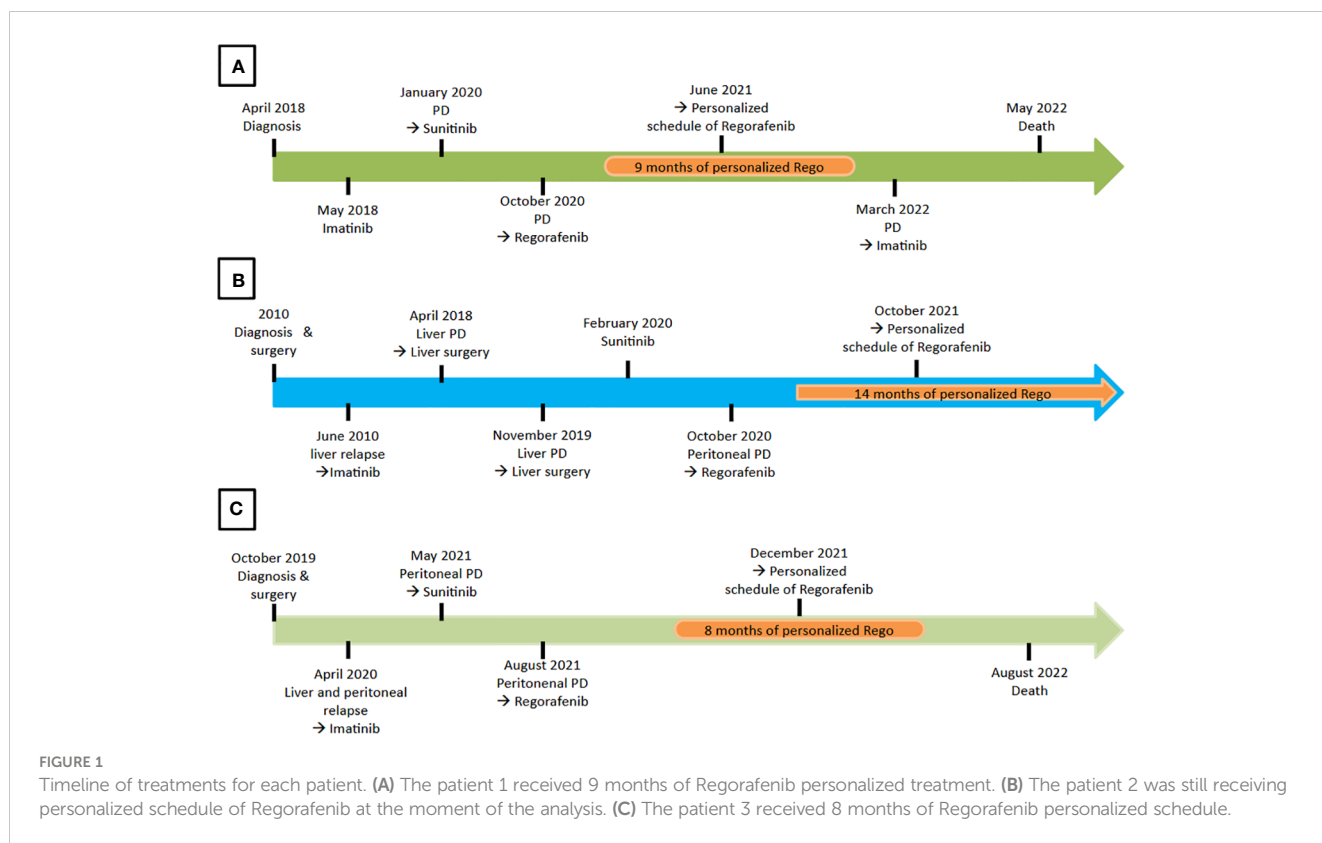 A
April 2018
Diagnosis
January 2020
PD
→ Sunitinib
June 2021
→ Personalized
schedule of Regorafenib
May 2022
Death
9 months of personalized Rego
May 2018
Imatinib
October 2020
PD
→ Regorafenib
March 2022
PD
→ Imatinib
B
2010
Diagnosis & 
surgery
April 2018
Liver PD
→ Liver surgery
February 2020
Sunitinib
October 2021
→ Personalized
schedule of Regorafenib
14 months of personalized Rego
June 2010
liver relapse
→Imatinib
November 2019
Liver PD
→ Liver surgery
October 2020
Peritoneal PD
→ Regorafenib
C
October 2019
Diagnosis &
surgery
May 2021
Peritoneal PD
→ Sunitinib
December 2021
→ Personalized
schedule of Regorafenib
8 months of personalized Rego
April 2020
Liver and peritoneal
relapse
→ Imatinib
August 2021
Peritonenal PD
→ Regorafenib
August 2022
Death
FIGURE 1
Timeline of treatments for each patient. (A) The patient 1 received 9 months of Regorafenib personalized treatment. (B) The patient 2 was still receiving
personalized schedule of Regorafenib at the moment of the analysis. (C) The patient 3 received 8 months of Regorafenib personalized schedule.